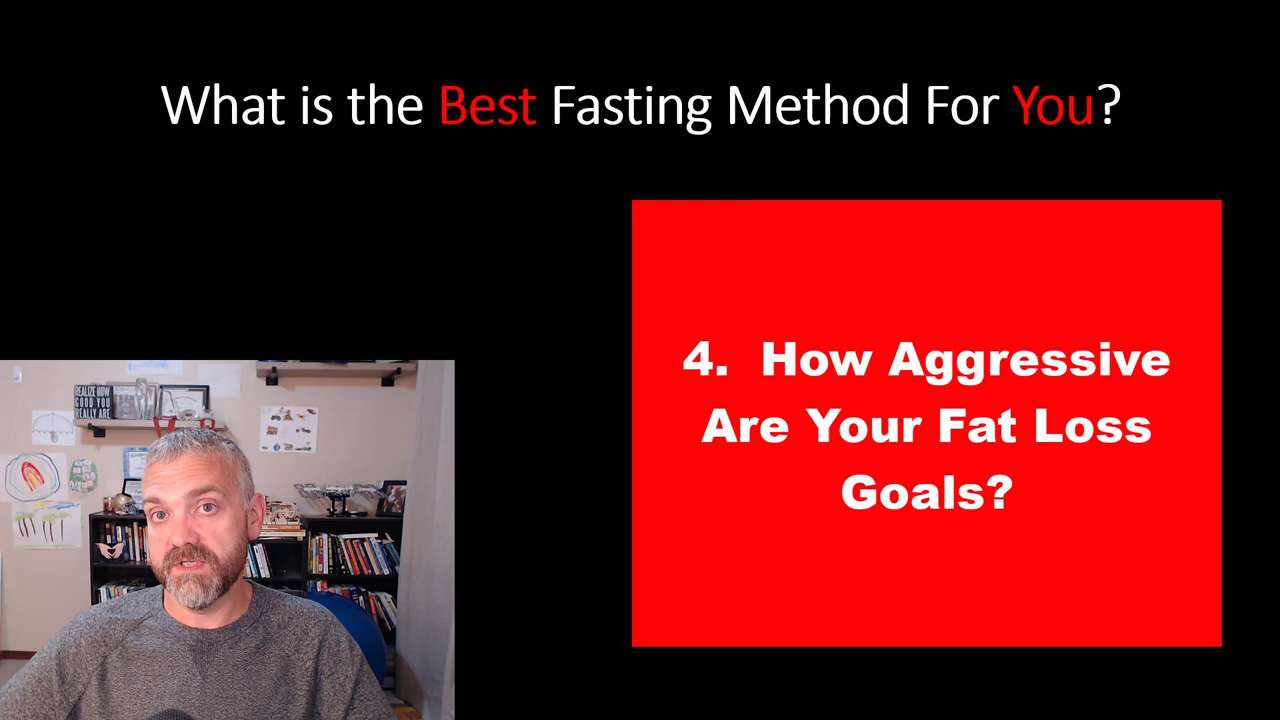 What is the Best Fasting Method For You?
4. How Aggressive
Are Your Fat Loss
Goals?
REALIZE HOW
GOOD YOU
REALLY ARE